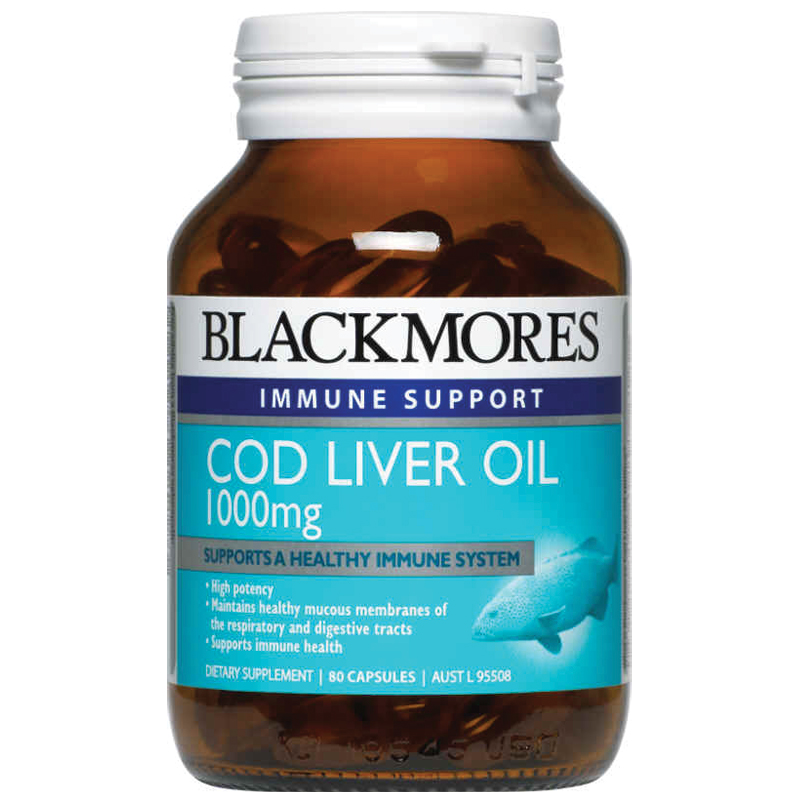 BLACKMORES
IMMUNE SUPPORT
COD LIVER OIL
1000mg
SUPPORTS A HEALTHY IMMUNE SYSTEM
• High potency
• Maintains healthy mucous membranes of
the respiratory and digestive tracts
• Supports immune health
DIETARY SUPPLEMENT | 80 CAPSULES | AUST L 95508